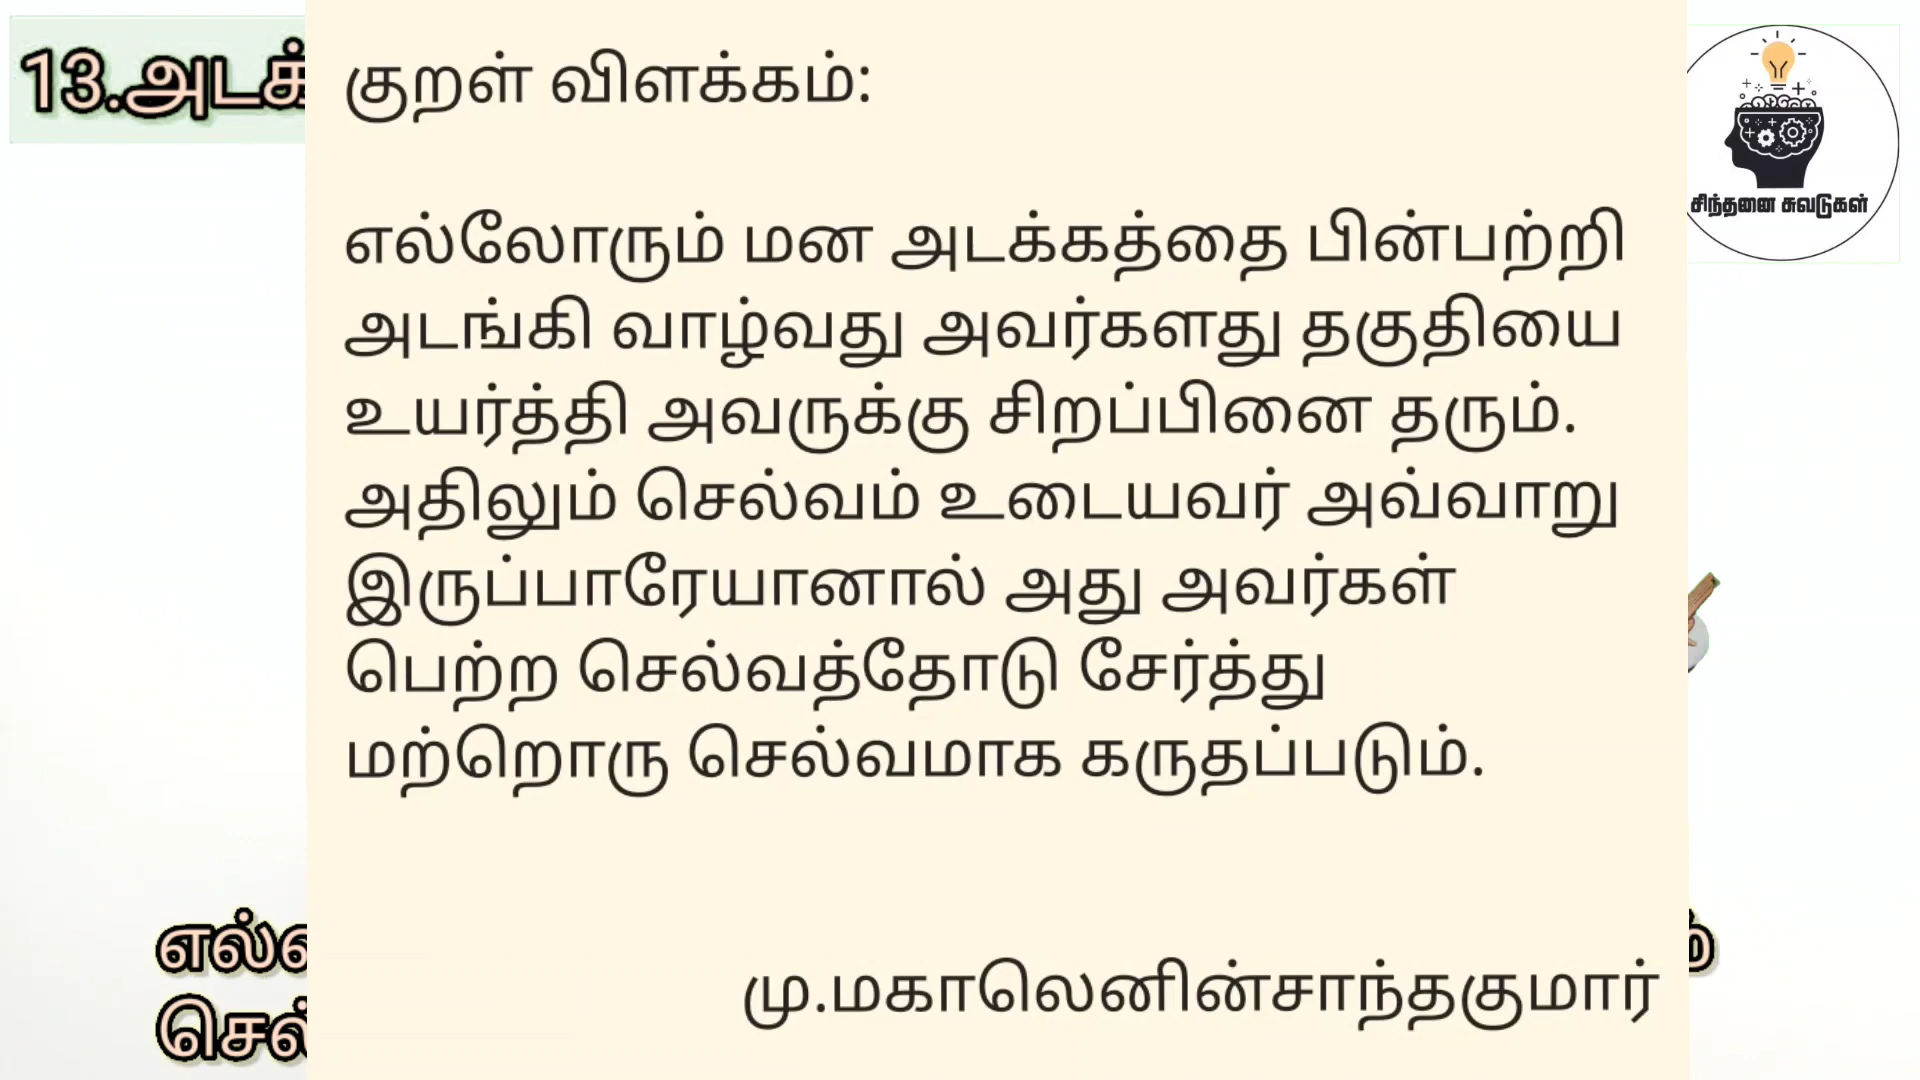 13.அடக்
குறள் விளக்கம்:
எல்லோரும் மன அடக்கத்தை பின்பற்றி
அடங்கி வாழ்வது அவர்களது தகுதியை
உயர்த்தி அவருக்கு சிறப்பினை தரும்.
அதிலும் செல்வம் உடையவர் அவ்வாறு
இருப்பாரேயானால் அது அவர்கள்
பெற்ற செல்வத்தோடு சேர்த்து
மற்றொரு செல்வமாக கருதப்படும்.
மு.மகாலெனின்சாந்தகுமார்
சிந்தனை சுவடுகள்